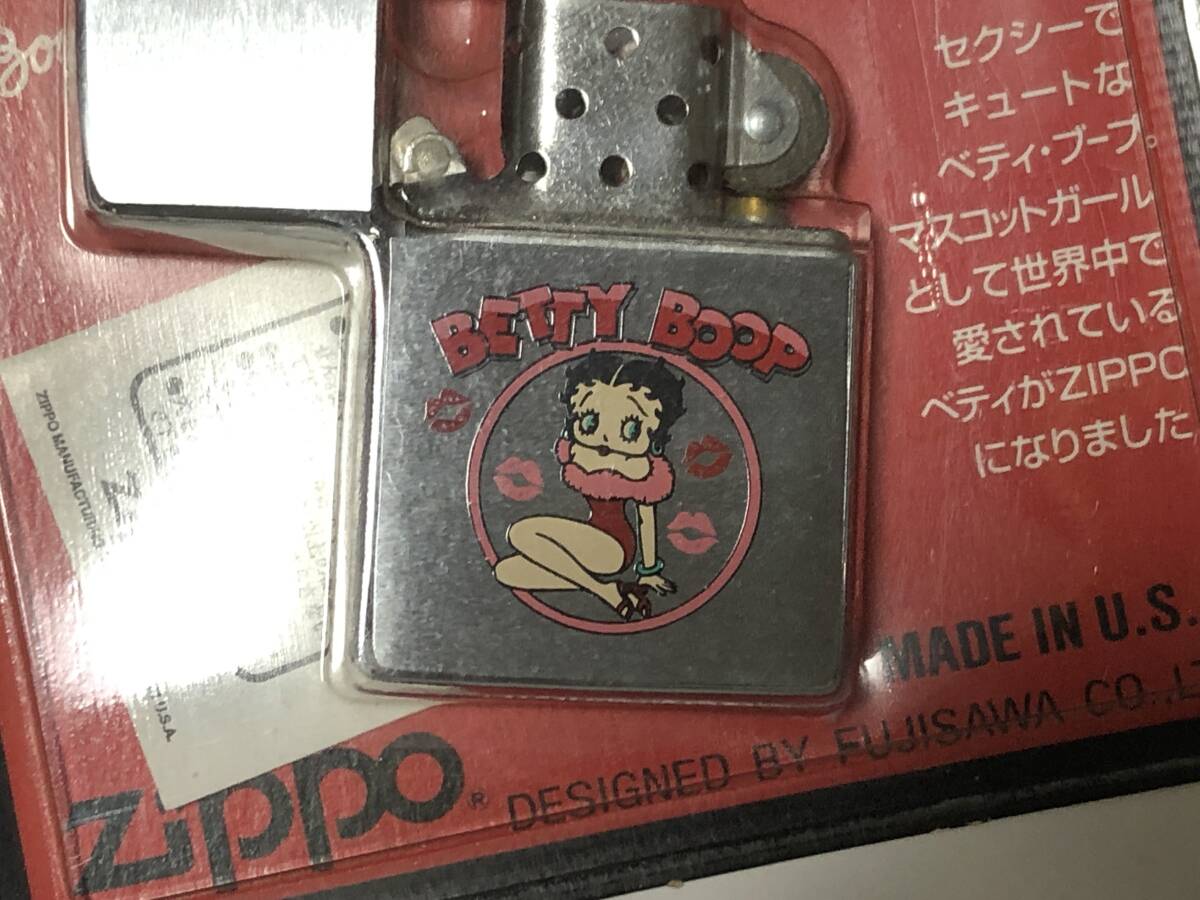 セクシーで
キュートな
ベティ・ブープ。
マスコットガール
として世界中で
愛されている
ベティがZIPPO
になりました
BETTY BOOP
ZIPPO MANUFACTURING
U.S.A.
MADE IN U.S.
zippo®
DESIGNED BY FUJISAWA CO.,LT